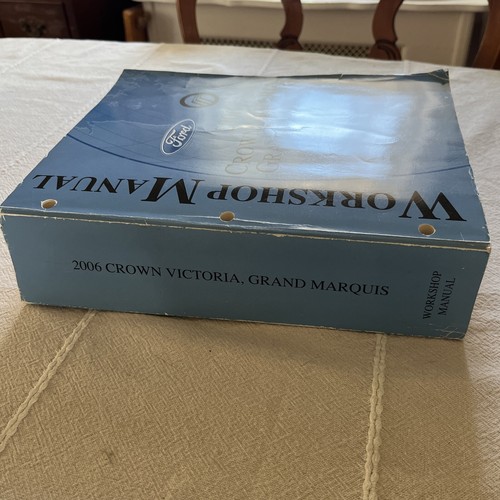 Ford
WORKSHOP MANUAL
2006 CROWN VICTORIA, GRAND MARQUIS
WORKSHOP
MANUAL